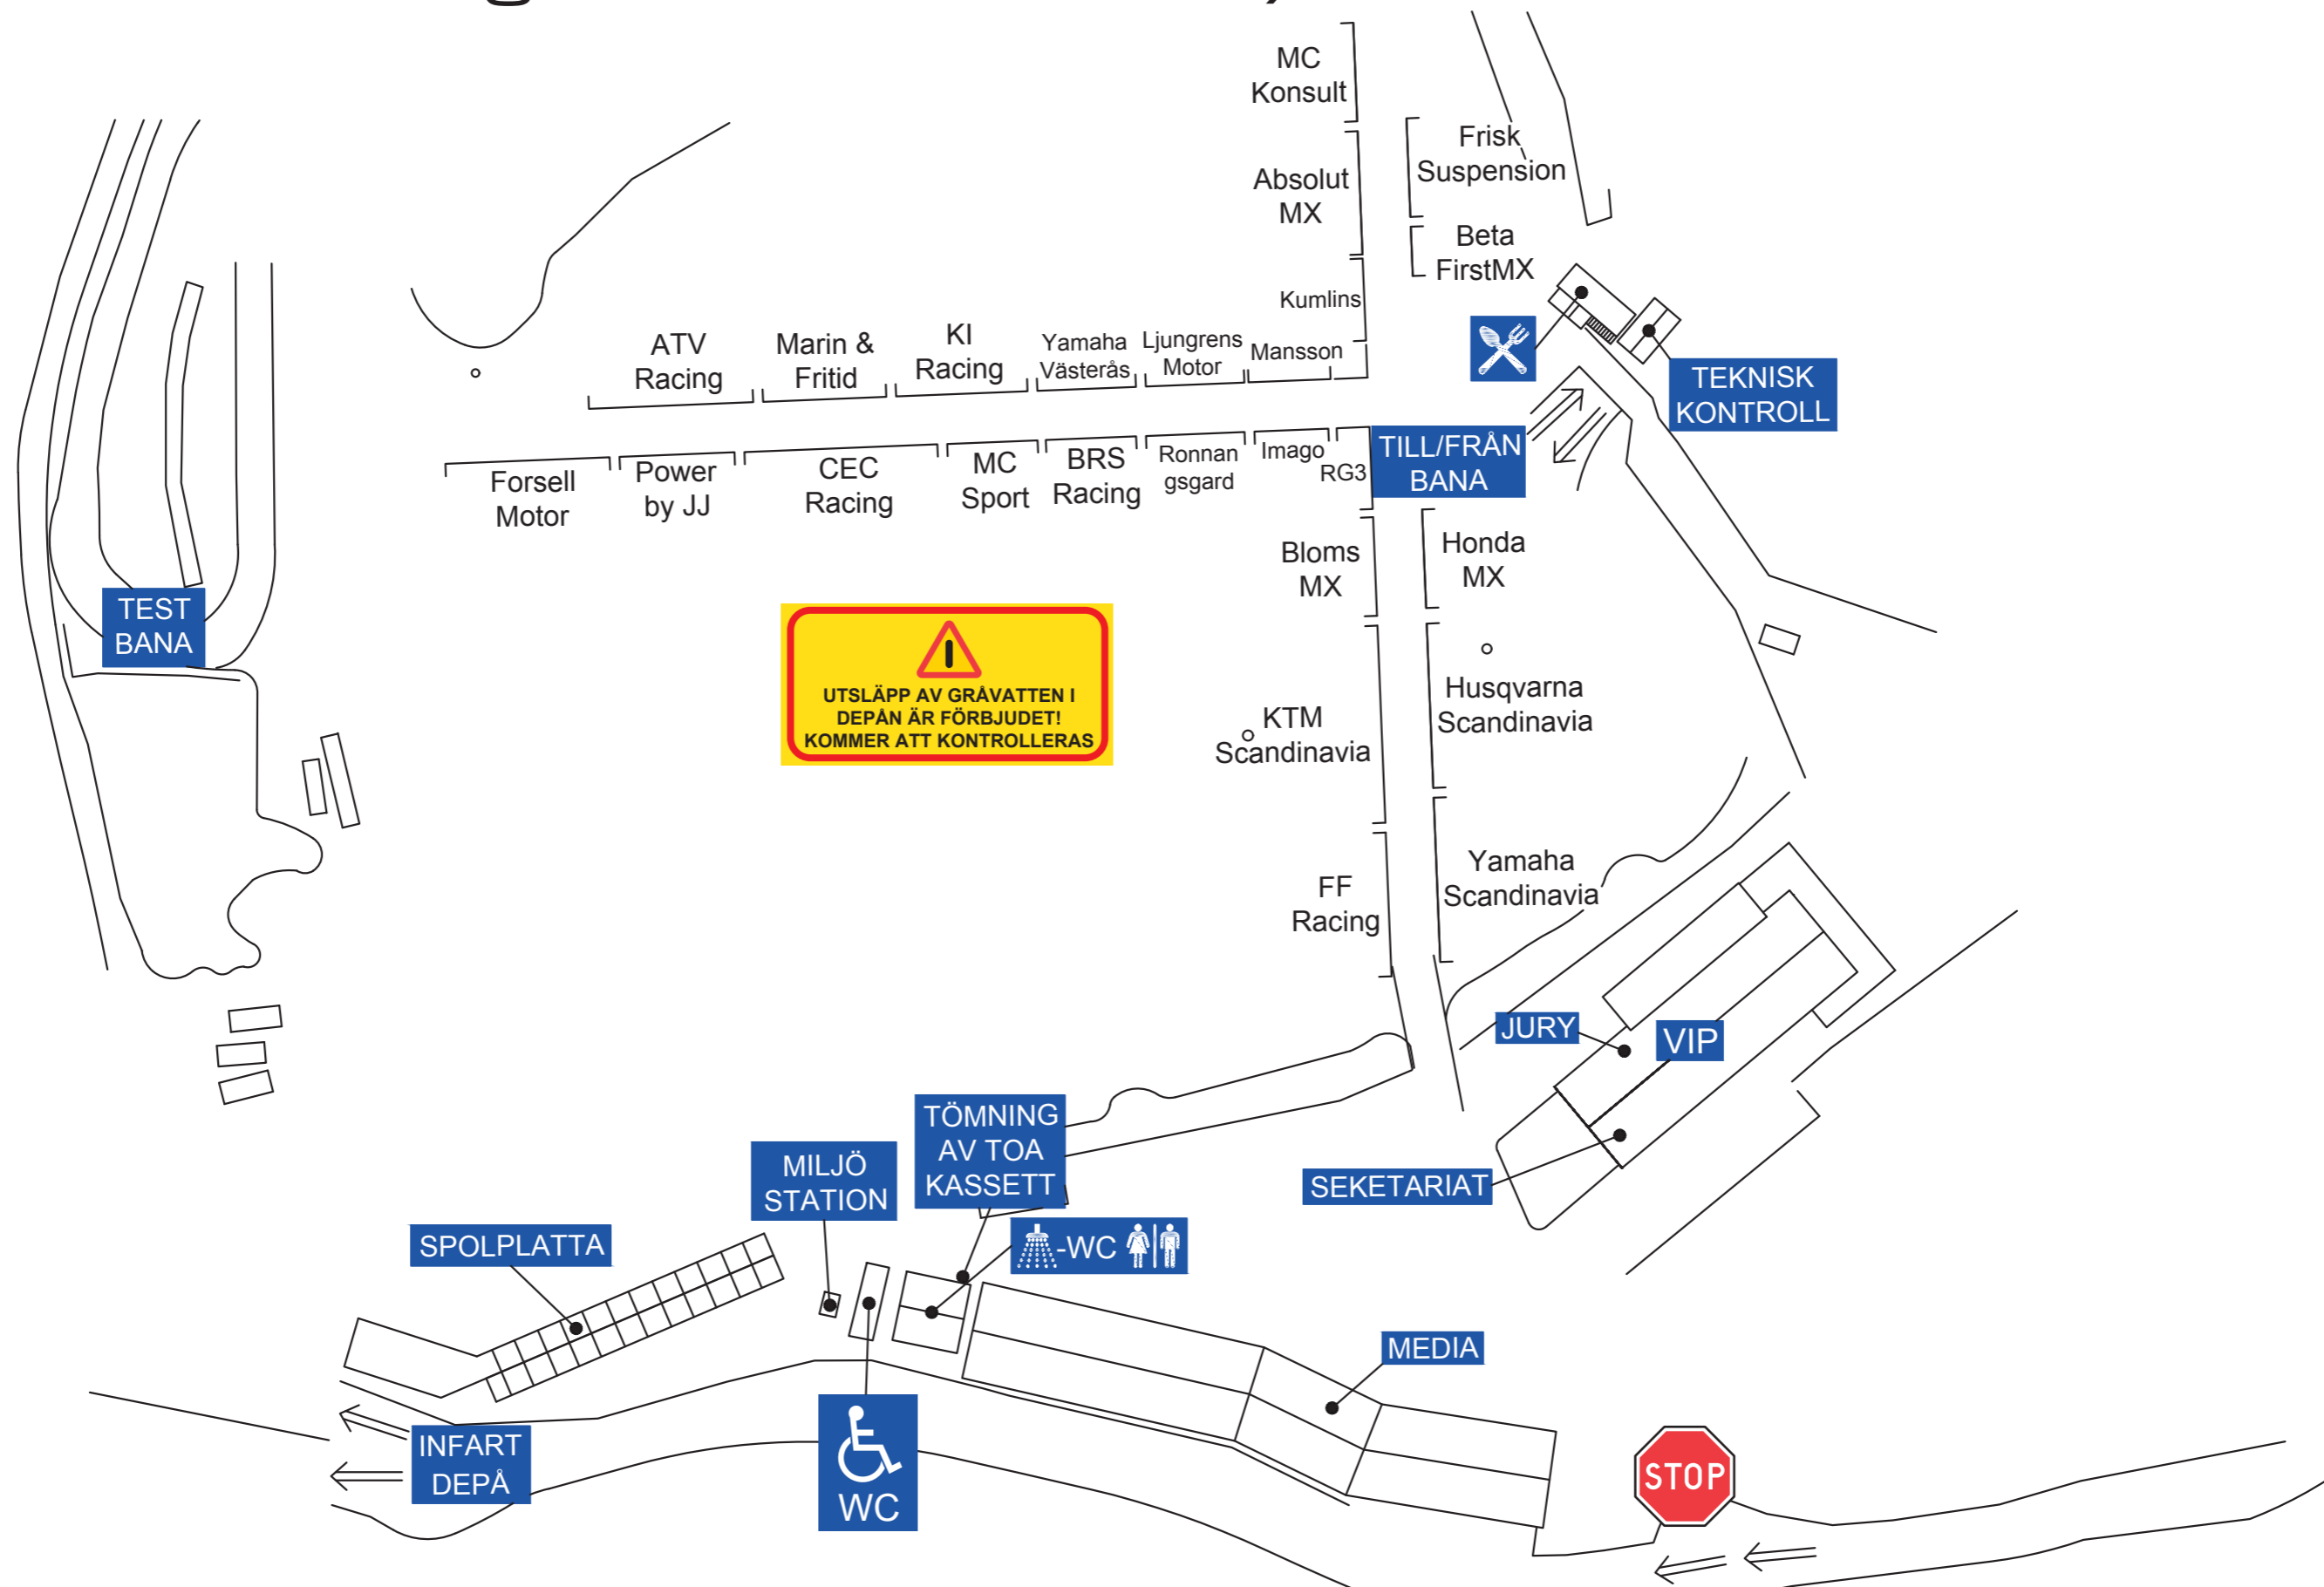 MC
Konsult
Frisk
Suspension
Absolut
MX
Beta
FirstMX
Kumlins
ATV
Racing
Marin &
Fritid
KI
Racing
Yamaha
Västerås
Ljungrens
Motor
Mansson
TEKNISK
KONTROLL
Forsell
Motor
Power
by JJ
CEC
Racing
MC
Sport
BRS
Racing
Ronnan
gsgard
Imago
RG3
TILL/FRÅN
BANA
Bloms
MX
Honda
MX
TEST
BANA
UTSLÄPP AV GRÅVATTEN I
DEPÅN ÄR FÖRBJUDET!
KOMMER ATT KONTROLLERAS
KTM
Scandinavia
Husqvarna
Scandinavia
FF
Racing
Yamaha
Scandinavia
JURY
VIP
TÖMNING
AV TOA
KASSETT
MILJÖ
STATION
SEKETARIAT
SPOLPLATTA
-WC
MEDIA
INFART
DEPÅ
WC
STOP